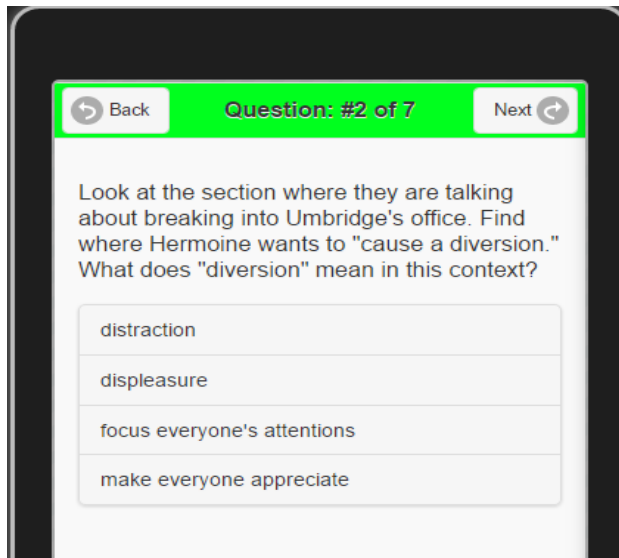 Back
Question: #2 of 7
Next
Look at the section where they are talking
about breaking into Umbridge's office. Find
where Hermoine wants to "cause a diversion."
What does "diversion" mean in this context?
distraction
displeasure
focus everyone's attentions
make everyone appreciate